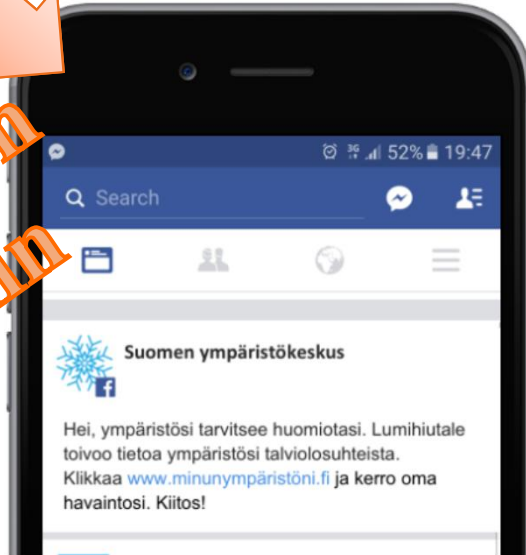 52% 19:47
Search
Suomen ympäristökeskus
Hei, ympäristösi tarvitsee huomiotasi. Lumihiutale
toivoo tietoa ympäristösi talviolosuhteista.
Klikkaa www.minunympäristöni.fi ja kerro oma
havaintosi. Kiitos!